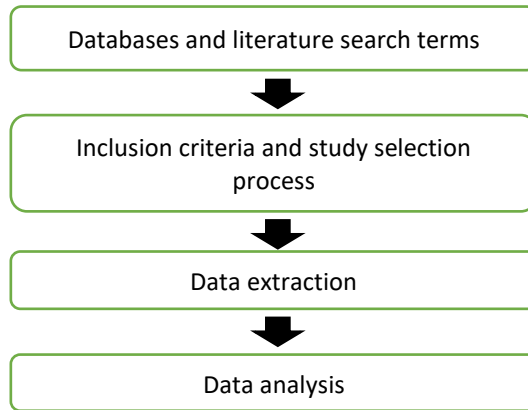 Databases and literature search terms
Inclusion criteria and study selection
process
Data extraction
Data analysis